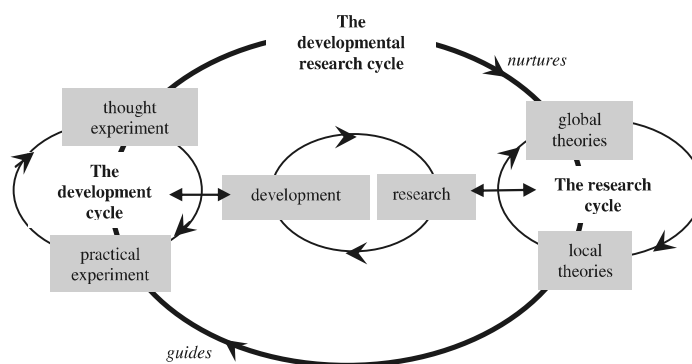 The
developmental
research cycle
nurtures
thought
experiment
global
theories
The
development
cycle
development
research
The research
cycle
practical
experiment
local
theories
guides